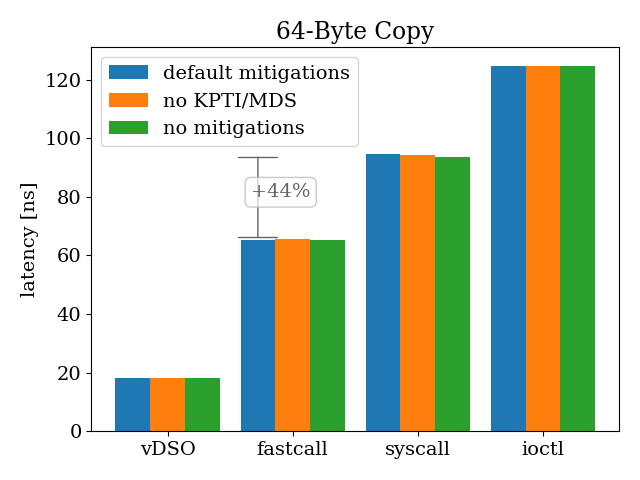 64-Byte Copy
default mitigations
no KPTI/MDS
no mitigations
+44%
latency [ns]
120
100
80
60
40
20
0
vDSO fastcall syscall ioctl